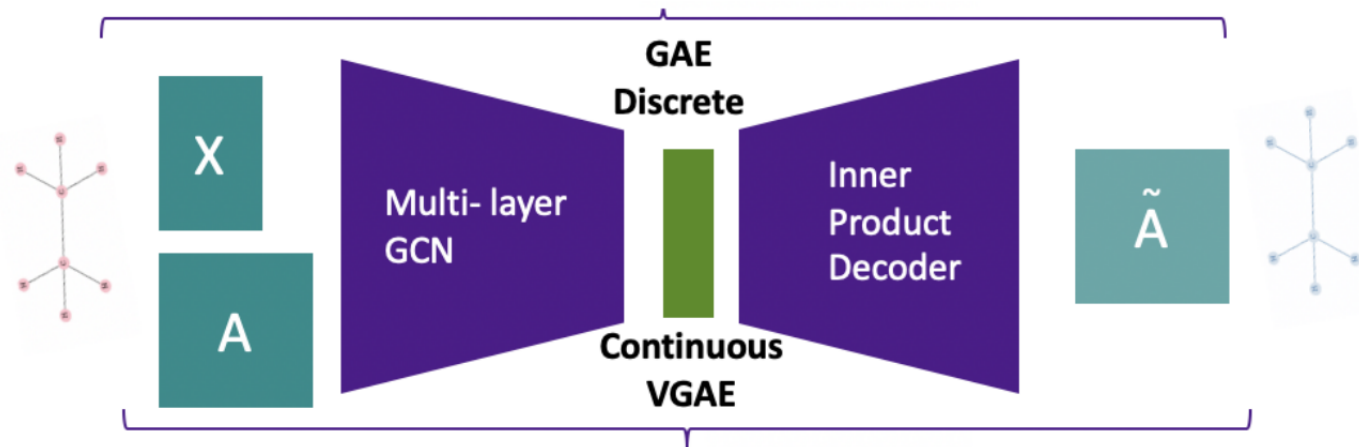 GAE
Discrete
X
A
Multi- layer
GCN
Inner
Product
Decoder
Ã
Continuous
VGAE